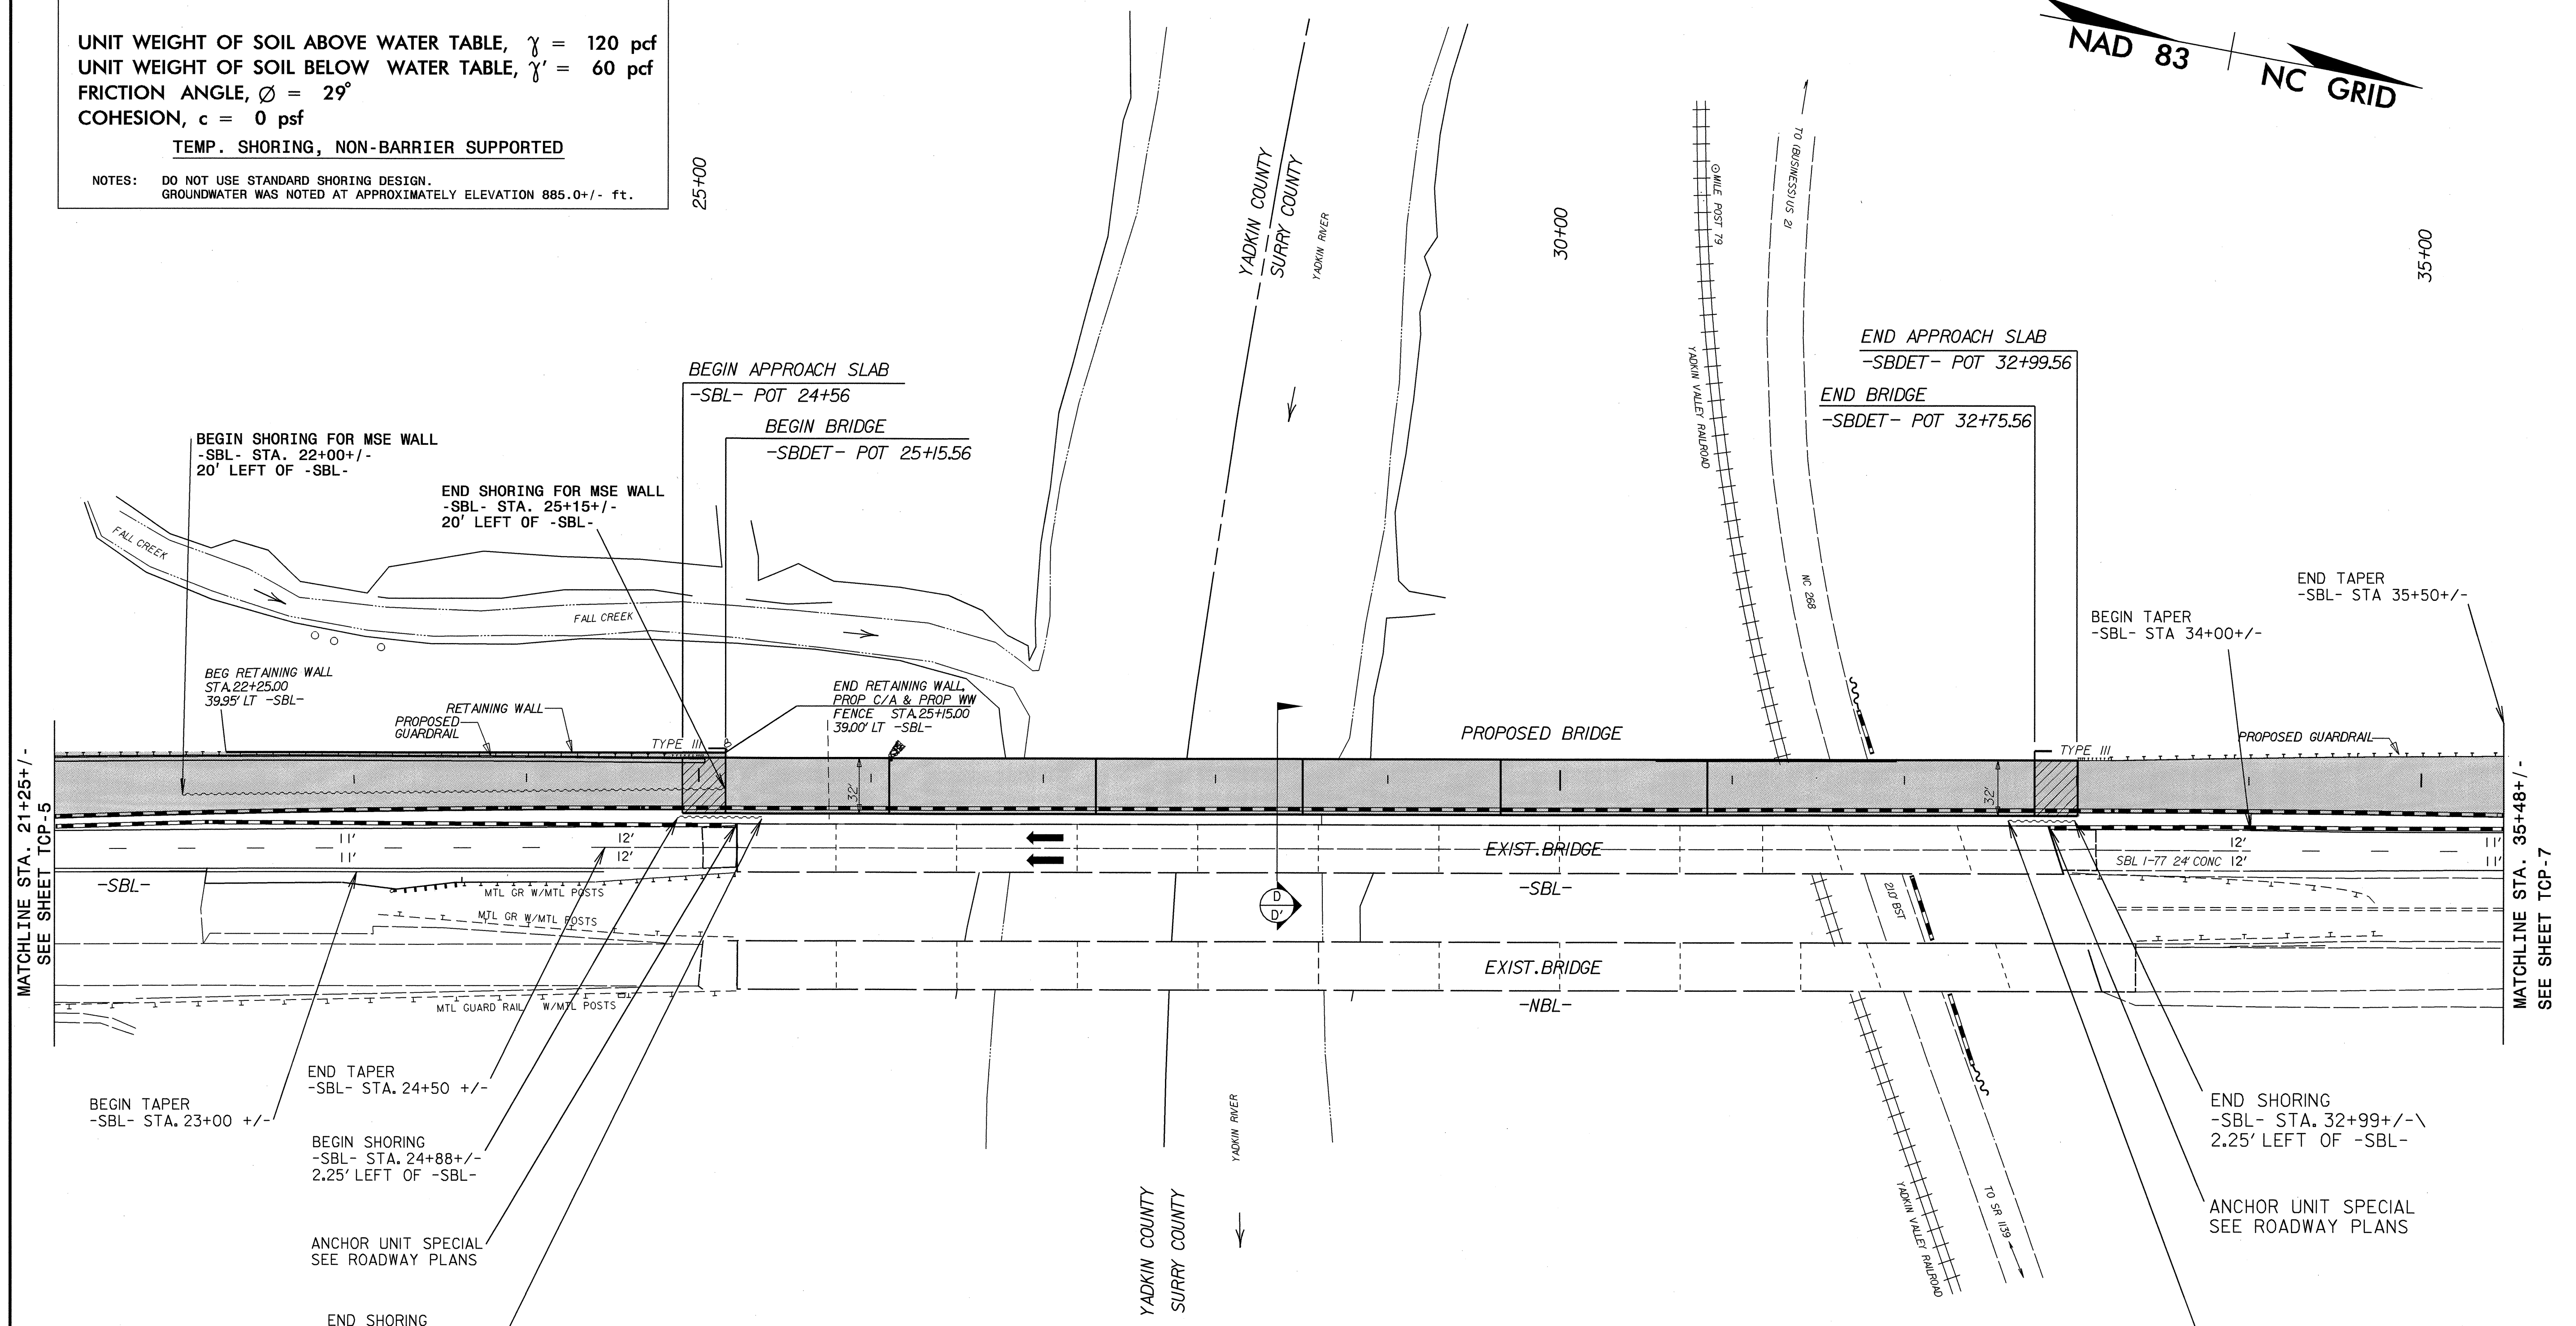 UNIT WEIGHT OF SOIL ABOVE WATER TABLE, γ = 120 pcf
UNIT WEIGHT OF SOIL BELOW WATER TABLE, γ' = 60 pcf
FRICTION ANGLE, Ø = 29°
COHESION, c = 0 psf
TEMP. SHORING, NON-BARRIER SUPPORTED
NOTES: DO NOT USE STANDARD SHORING DESIGN.
GROUNDWATER WAS NOTED AT APPROXIMATELY ELEVATION 885.0+/- ft.
NAD 83
NC GRID
25+00
30+00
35+00
YADKIN COUNTY
SURRY COUNTY
YADKIN RIVER
MILE POST 79
TO (BUSINESS) US 21
YADKIN VALLEY RAILROAD
NC 268
BEGIN APPROACH SLAB
-SBL- POT 24+56
BEGIN BRIDGE
-SBDET- POT 25+15.56
END APPROACH SLAB
-SBDET- POT 32+99.56
END BRIDGE
-SBDET- POT 32+75.56
BEGIN SHORING FOR MSE WALL
-SBL- STA. 22+00+/-
20' LEFT OF -SBL-
END SHORING FOR MSE WALL
-SBL- STA. 25+15+/-
20' LEFT OF -SBL-
FALL CREEK
FALL CREEK
END TAPER
-SBL- STA 35+50+/-
BEGIN TAPER
-SBL- STA 34+00+/-
BEG RETAINING WALL
STA.22+25.00
39.95' LT -SBL-
RETAINING WALL
PROPOSED
GUARDRAIL
TYPE III
END RETAINING WALL,
PROP C/A & PROP WW
FENCE STA.25+15.00
39.00' LT -SBL-
PROPOSED BRIDGE
TYPE III
PROPOSED GUARDRAIL
32'
32'
MATCHLINE STA. 21+25+/-
SEE SHEET TCP-5
MATCHLINE STA. 35+48+/-
SEE SHEET TCP-7
11'
11'
12'
12'
EXIST. BRIDGE
12'
SBL I-77 24' CONC 12'
11'
11'
-SBL-
-SBL-
MTL GR W/MTL POSTS
MTL GR W/MTL POSTS
D
D'
21.0' BST
EXIST. BRIDGE
-NBL-
MTL GUARD RAIL W/MTL POSTS
END TAPER
-SBL- STA. 24+50 +/-
BEGIN TAPER
-SBL- STA. 23+00 +/-
BEGIN SHORING
-SBL- STA. 24+88+/-
2.25' LEFT OF -SBL-
ANCHOR UNIT SPECIAL
SEE ROADWAY PLANS
END SHORING
YADKIN RIVER
YADKIN COUNTY
SURRY COUNTY
YADKIN VALLEY RAILROAD
TO SR 1139
END SHORING
-SBL- STA. 32+99+/-\
2.25' LEFT OF -SBL-
ANCHOR UNIT SPECIAL
SEE ROADWAY PLANS